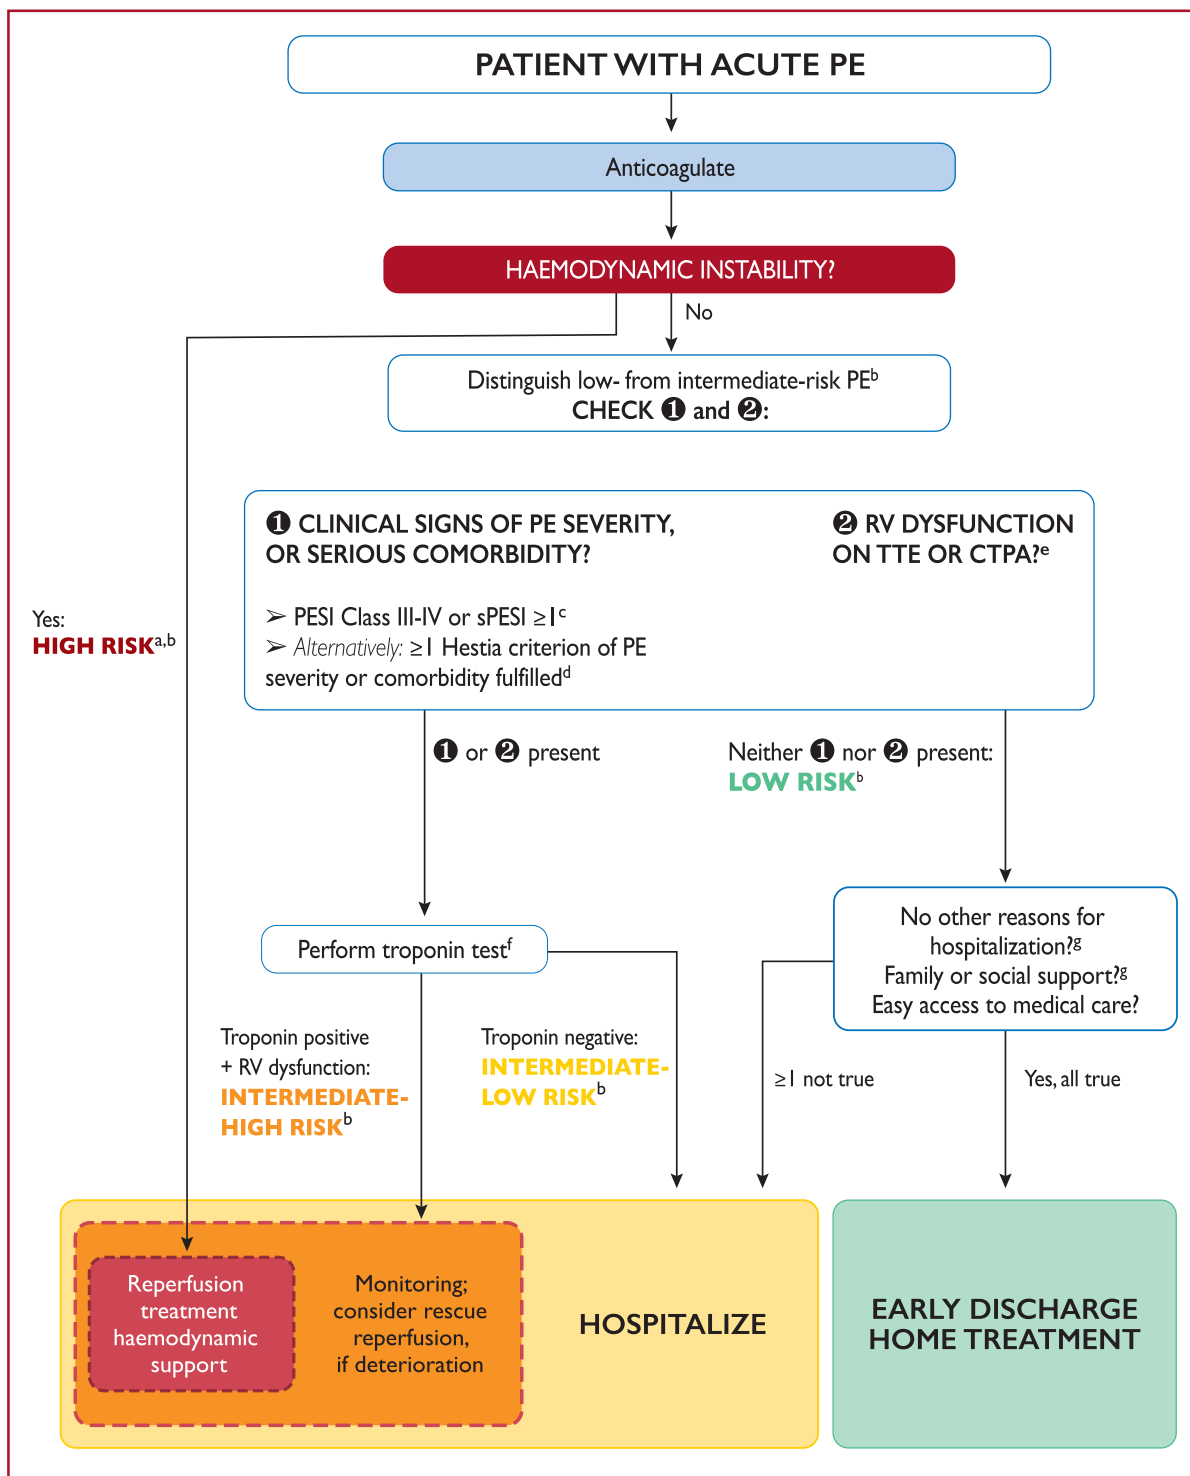 PATIENT WITH ACUTE PE
Anticoagulate
HAEMODYNAMIC INSTABILITY?
No
Distinguish low- from intermediate-risk PEᵇ
CHECK ❶ and ❷:
❶ CLINICAL SIGNS OF PE SEVERITY,
OR SERIOUS COMORBIDITY?
➢ PESI Class III-IV or sPESI ≥1ᶜ
➢ Alternatively: ≥1 Hestia criterion of PE
severity or comorbidity fulfilledᵈ
❷ RV DYSFUNCTION
ON TTE OR CTPA?ᵉ
Yes:
HIGH RISKᵃ,ᵇ
❶ or ❷ present
Neither ❶ nor ❷ present:
LOW RISKᵇ
Perform troponin testᶠ
No other reasons for
hospitalization?ᵍ
Family or social support?ᵍ
Easy access to medical care?
Troponin positive
+ RV dysfunction:
INTERMEDIATE-
HIGH RISKᵇ
Troponin negative:
INTERMEDIATE-
LOW RISKᵇ
≥1 not true
Yes, all true
Reperfusion
treatment
haemodynamic
support
Monitoring;
consider rescue
reperfusion,
if deterioration
HOSPITALIZE
EARLY DISCHARGE
HOME TREATMENT